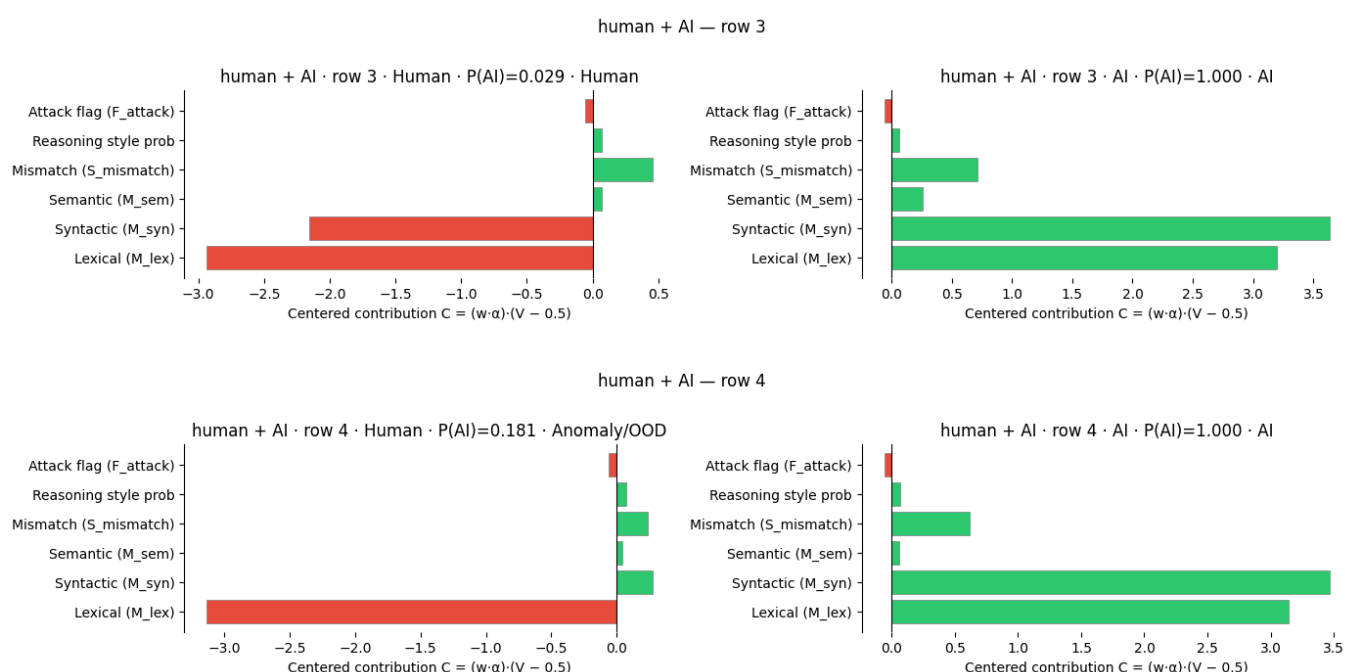 human + AI — row 3
human + AI · row 3 · Human · P(AI)=0.029 · Human
Attack flag (F_attack)
Reasoning style prob
Mismatch (S_mismatch)
Semantic (M_sem)
Syntactic (M_syn)
Lexical (M_lex)
−3.0 −2.5 −2.0 −1.5 −1.0 −0.5 0.0 0.5
Centered contribution C = (w·α)·(V − 0.5)
human + AI · row 3 · AI · P(AI)=1.000 · AI
Attack flag (F_attack)
Reasoning style prob
Mismatch (S_mismatch)
Semantic (M_sem)
Syntactic (M_syn)
Lexical (M_lex)
0.0 0.5 1.0 1.5 2.0 2.5 3.0 3.5
Centered contribution C = (w·α)·(V − 0.5)
human + AI — row 4
human + AI · row 4 · Human · P(AI)=0.181 · Anomaly/OOD
Attack flag (F_attack)
Reasoning style prob
Mismatch (S_mismatch)
Semantic (M_sem)
Syntactic (M_syn)
Lexical (M_lex)
−3.0 −2.5 −2.0 −1.5 −1.0 −0.5 0.0
Centered contribution C = (w·α)·(V − 0.5)
human + AI · row 4 · AI · P(AI)=1.000 · AI
Attack flag (F_attack)
Reasoning style prob
Mismatch (S_mismatch)
Semantic (M_sem)
Syntactic (M_syn)
Lexical (M_lex)
0.0 0.5 1.0 1.5 2.0 2.5 3.0 3.5
Centered contribution C = (w·α)·(V − 0.5)